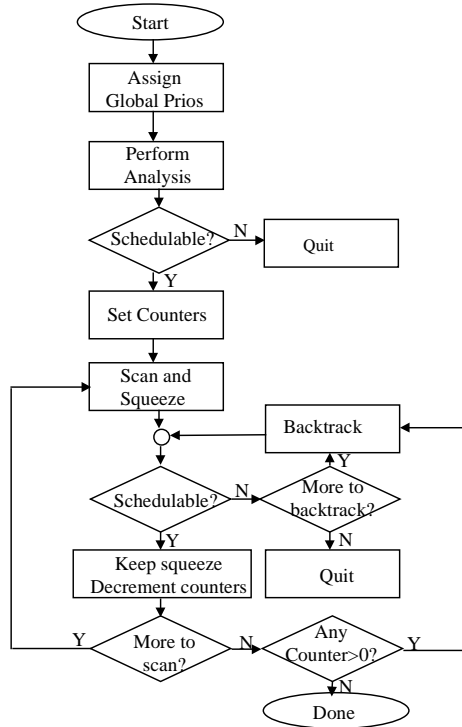 Start
Assign
Global Prios
Perform
Analysis
Schedulable?
N
Quit
Y
Set Counters
Scan and
Squeeze
Backtrack
Y
Schedulable?
N
More to
backtrack?
Y
N
Keep squeeze
Decrement counters
Quit
Y
More to
scan?
N
Any
Counter>0?
Y
N
Done